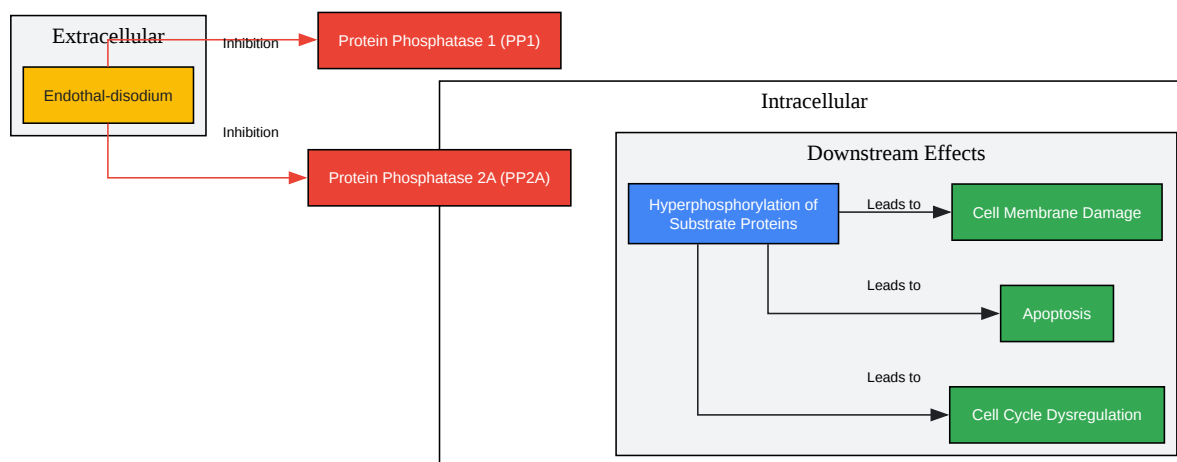 Extracellular
Endothal-disodium
Inhibition
Protein Phosphatase 1 (PP1)
Inhibition
Protein Phosphatase 2A (PP2A)
Intracellular
Downstream Effects
Hyperphosphorylation of
Substrate Proteins
Leads to
Cell Membrane Damage
Leads to
Apoptosis
Leads to
Cell Cycle Dysregulation